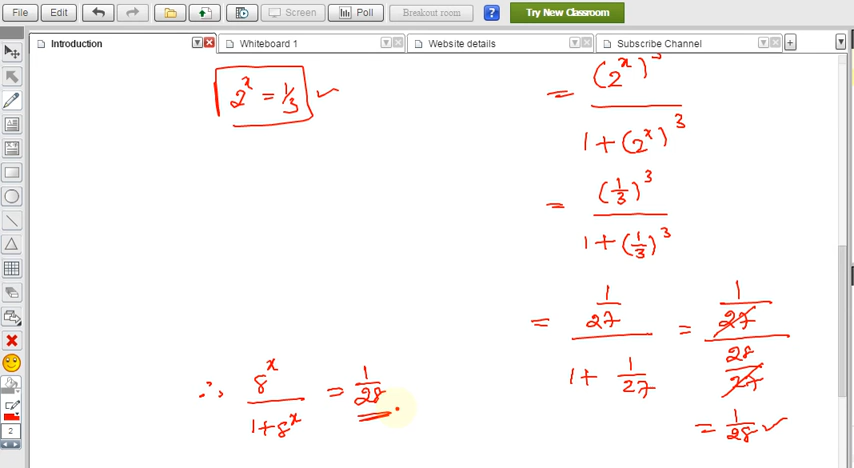 File Edit Screen Poll Breakout room ? Try New Classroom
Introduction Whiteboard 1 Website details Subscribe Channel +
2^x = 1/3 ✓
= (2^x)^3 / 1 + (2^x)^3
= (1/3)^3 / 1 + (1/3)^3
= 1/27 / 1 + 1/27 = 1/27 / 28/27
= 1/28 ✓
∴ 8^x / 1+8^x = 1/28
2